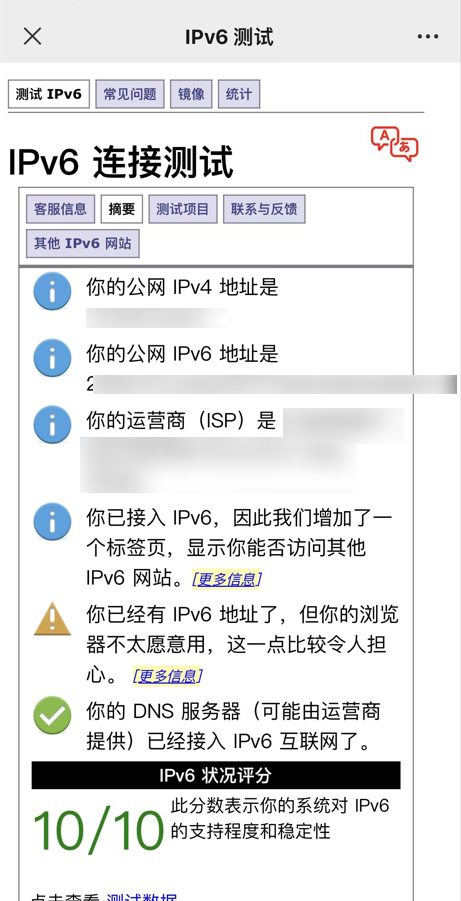 IPv6 测试
测试 IPv6 常见问题 镜像 统计
IPv6 连接测试
客服信息 摘要 测试项目 联系与反馈
其他 IPv6 网站
你的公网 IPv4 地址是
你的公网 IPv6 地址是
2
你的运营商（ISP）是
你已接入 IPv6，因此我们增加了一
个标签页，显示你能否访问其他
IPv6 网站。[更多信息]
你已经有 IPv6 地址了，但你的浏览
器不太愿意用，这一点比较令人担
心。 [更多信息]
你的 DNS 服务器（可能由运营商
提供）已经接入 IPv6 互联网了。
IPv6 状况评分
10/10
此分数表示你的系统对 IPv6
的支持程度和稳定性
点击查看 测试数据